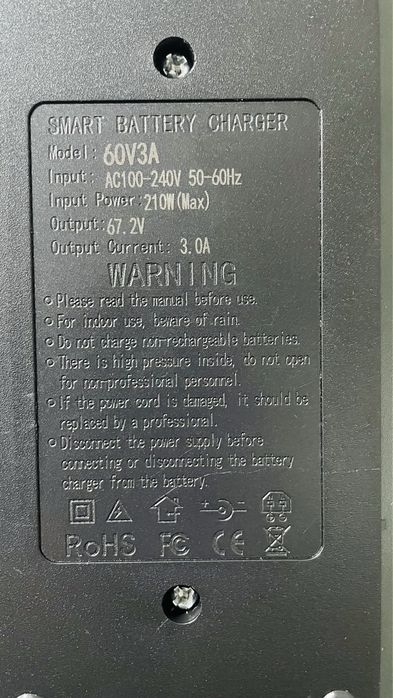 SMART BATTERY CHARGER
Model: 60V3A
Input: AC100-240V 50-60Hz
Input Power:210W(Max)
Output:67.2V
Output Current: 3.0A
WARNING
Please read the manual before use.
For indoor use, beware of rain.
Do not charge non-rechargeable batteries.
There is high pressure inside, do not open
for non-professional personnel.
If the power cord is damaged, it should be
replaced by a professional.
Disconnect the power supply before
connecting or disconnecting the battery
charger from the battery.
RoHS FC CE